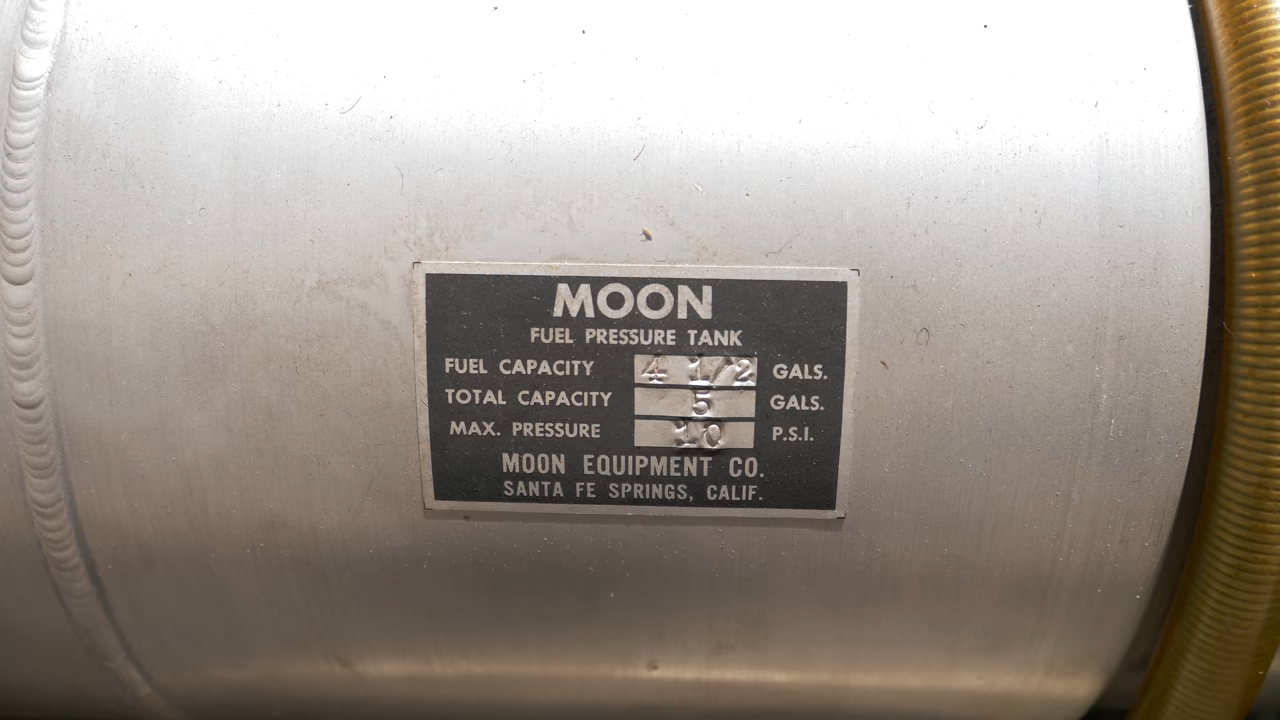 MOON
FUEL PRESSURE TANK
FUEL CAPACITY 4 1/2 GALS.
TOTAL CAPACITY 5 GALS.
MAX. PRESSURE 10 P.S.I.
MOON EQUIPMENT CO.
SANTA FE SPRINGS, CALIF.